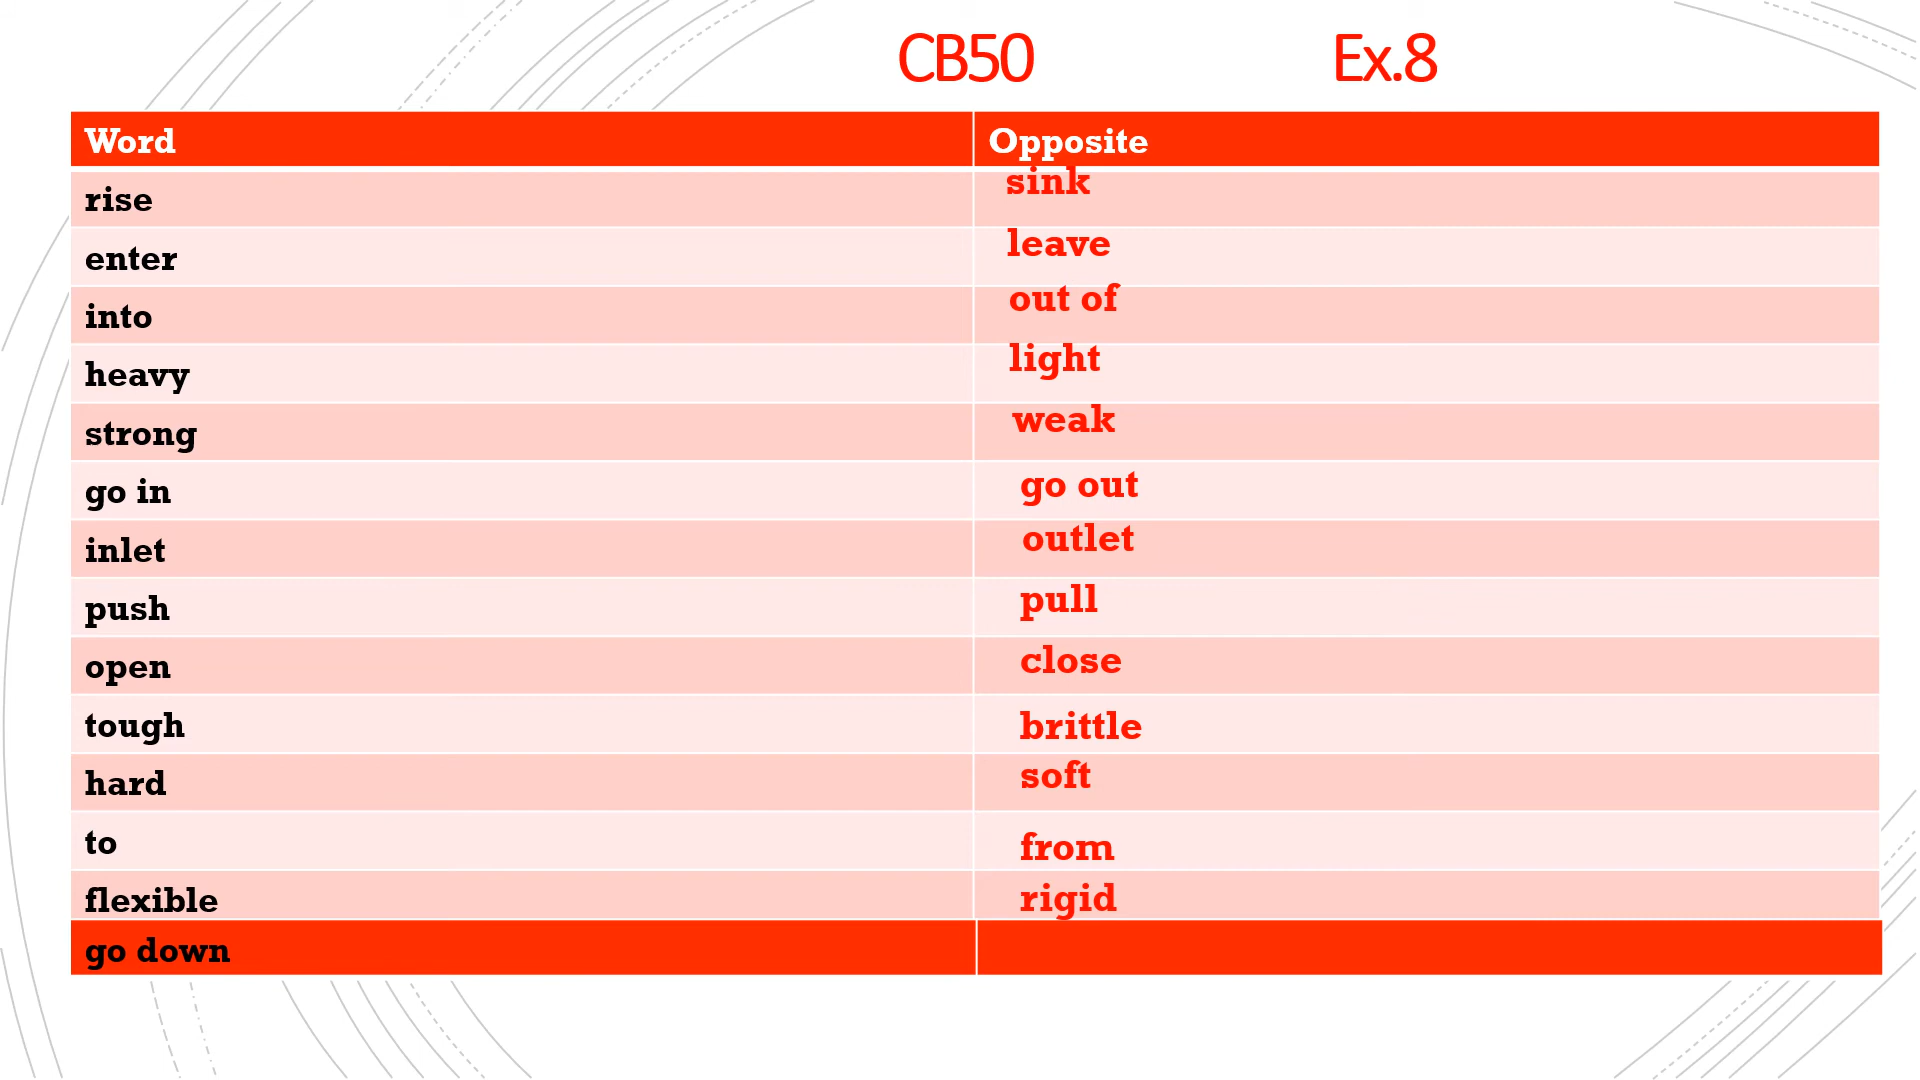 CB50 Ex.8
Word Opposite
rise sink
enter leave
into out of
heavy light
strong weak
go in go out
inlet outlet
push pull
open close
tough brittle
hard soft
to from
flexible rigid
go down